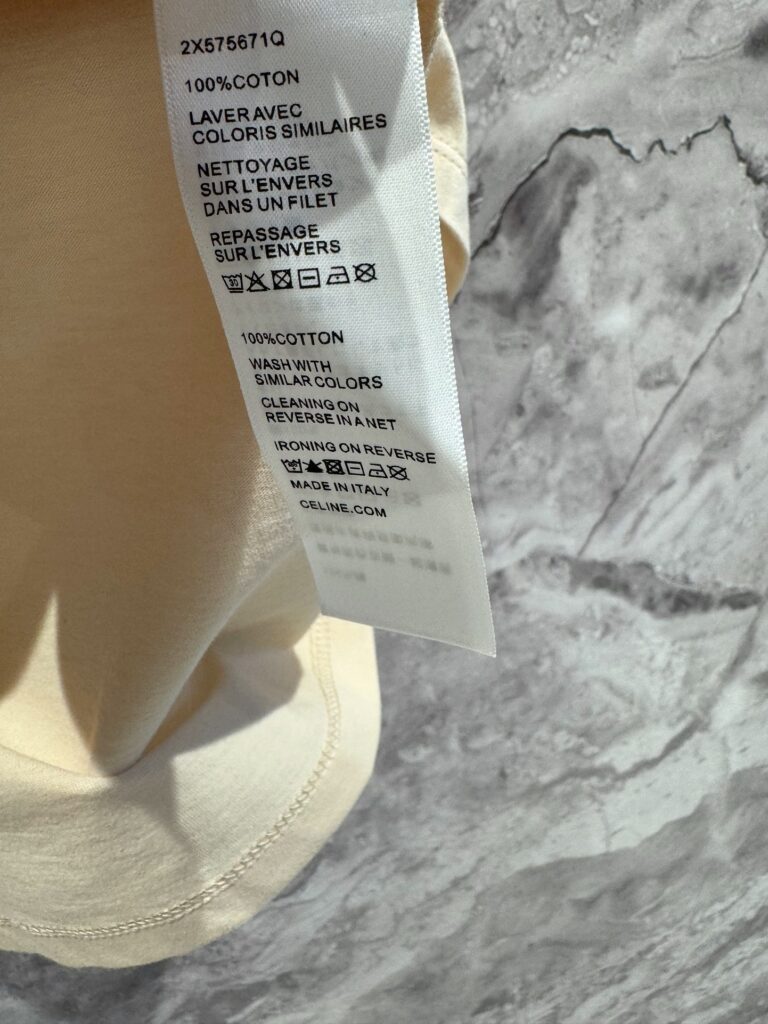 2X575671Q
100%COTON
LAVER AVEC
COLORIS SIMILAIRES
NETTOYAGE
SUR L'ENVERS
DANS UN FILET
REPASSAGE
SUR L'ENVERS
30
100%COTTON
WASH WITH
SIMILAR COLORS
CLEANING ON
REVERSE IN A NET
IRONING ON REVERSE
MADE IN ITALY
CELINE.COM